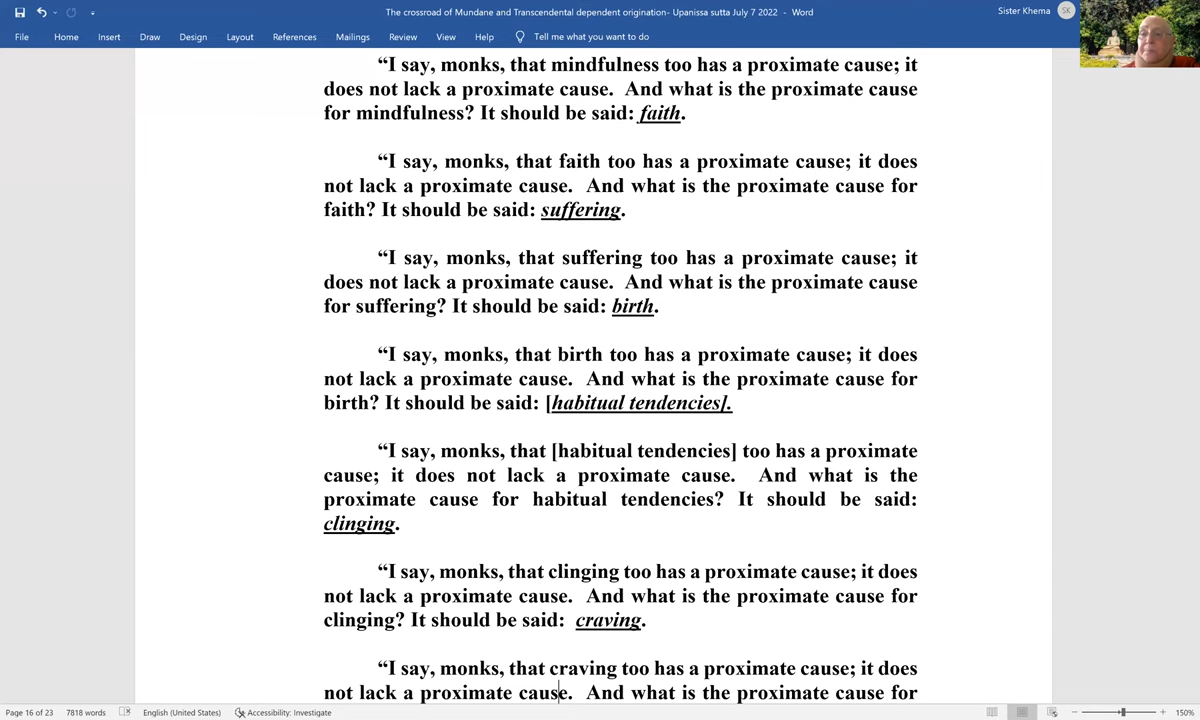 The crossroad of Mundane and Transcendental dependent origination- Upanissa sutta July 7 2022 - Word
Sister Khema
SK
File Home Insert Draw Design Layout References Mailings Review View Help Tell me what you want to do
“I say, monks, that mindfulness too has a proximate cause; it
does not lack a proximate cause. And what is the proximate cause
for mindfulness? It should be said: faith.
“I say, monks, that faith too has a proximate cause; it does
not lack a proximate cause. And what is the proximate cause for
faith? It should be said: suffering.
“I say, monks, that suffering too has a proximate cause; it
does not lack a proximate cause. And what is the proximate cause
for suffering? It should be said: birth.
“I say, monks, that birth too has a proximate cause; it does
not lack a proximate cause. And what is the proximate cause for
birth? It should be said: [habitual tendencies].
“I say, monks, that [habitual tendencies] too has a proximate
cause; it does not lack a proximate cause. And what is the
proximate cause for habitual tendencies? It should be said:
clinging.
“I say, monks, that clinging too has a proximate cause; it does
not lack a proximate cause. And what is the proximate cause for
clinging? It should be said: craving.
“I say, monks, that craving too has a proximate cause; it does
not lack a proximate cause. And what is the proximate cause for
Page 16 of 23 7818 words English (United States) Accessibility: Investigate 150%